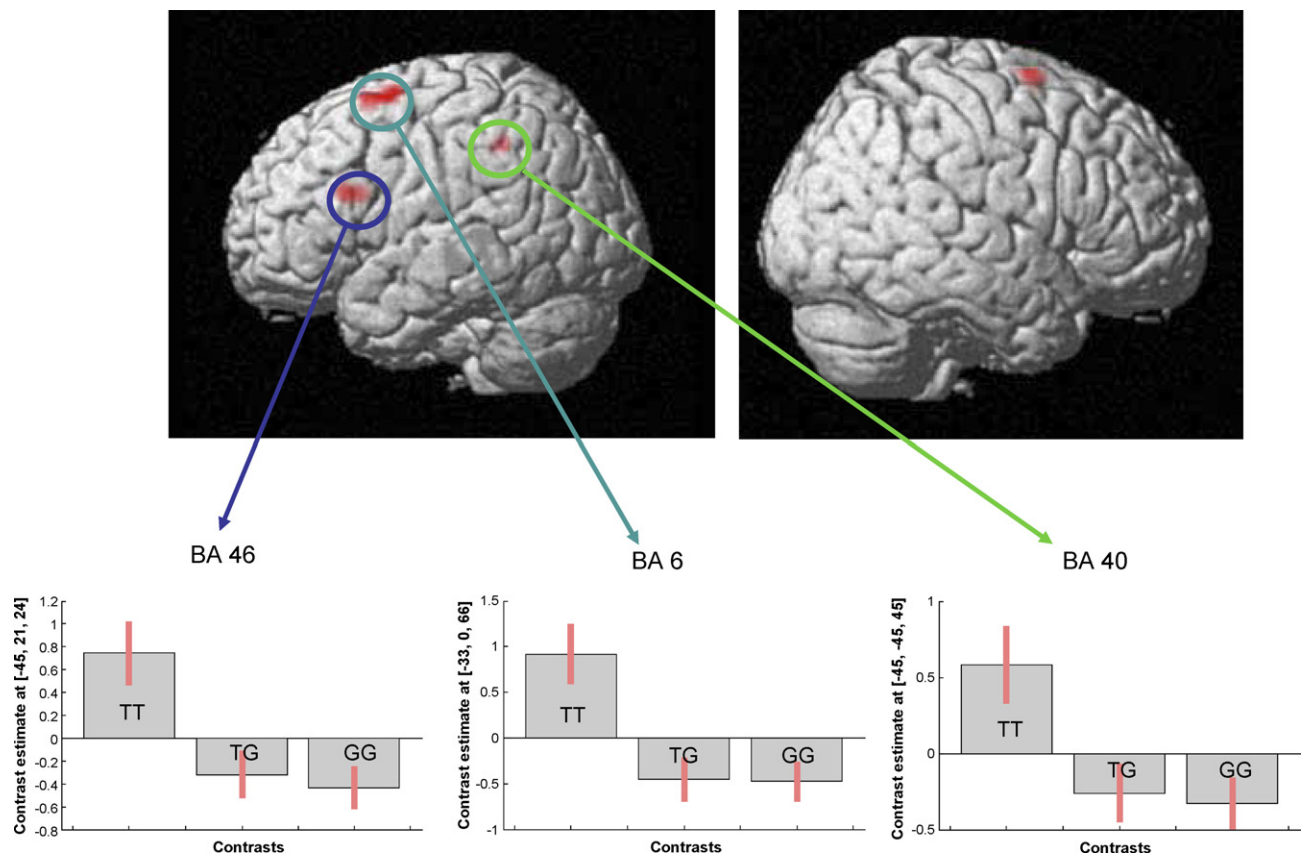 BA 46
BA 6
BA 40
Contrast estimate at [-45, 21, 24]
1.2
1
0.8
0.6
0.4
0.2
0
-0.2
-0.4
-0.6
-0.8
TT
TG
GG
Contrasts
Contrast estimate at [-33, 0, 66]
1.5
1
0.5
0
-0.5
-1
TT
TG
GG
Contrasts
Contrast estimate at [-45, -45, 45]
1
0.5
0
-0.5
TT
TG
GG
Contrasts